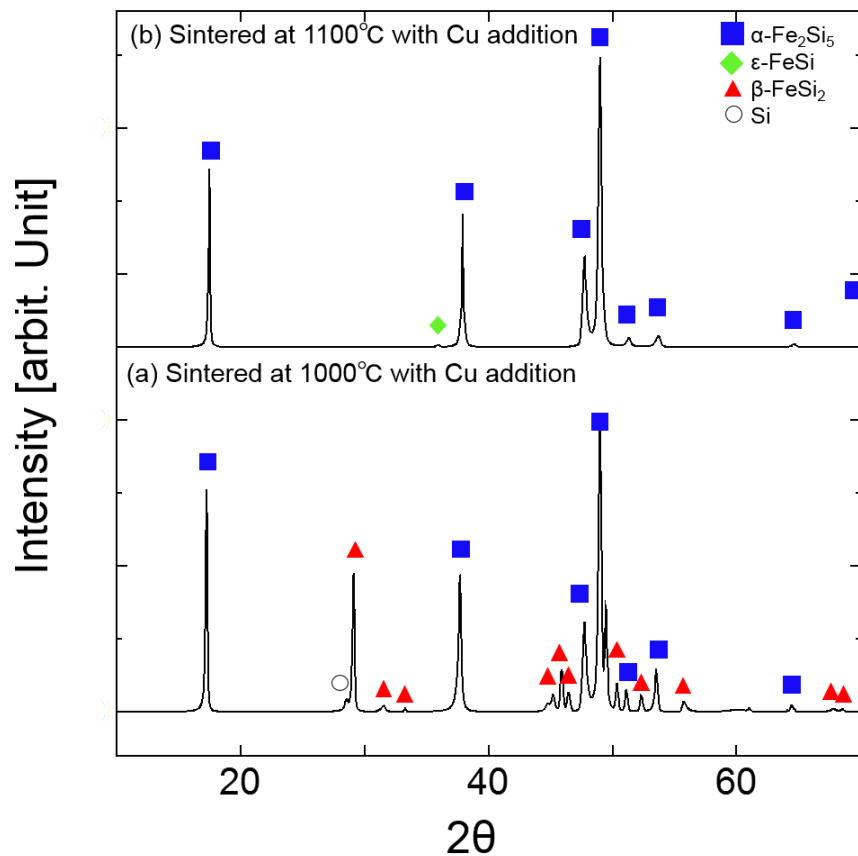 (b) Sintered at 1100℃ with Cu addition
α-Fe₂Si₅
ε-FeSi
β-FeSi₂
Si
Intensity [arbit. Unit]
(a) Sintered at 1000℃ with Cu addition
20 40 60
2θ